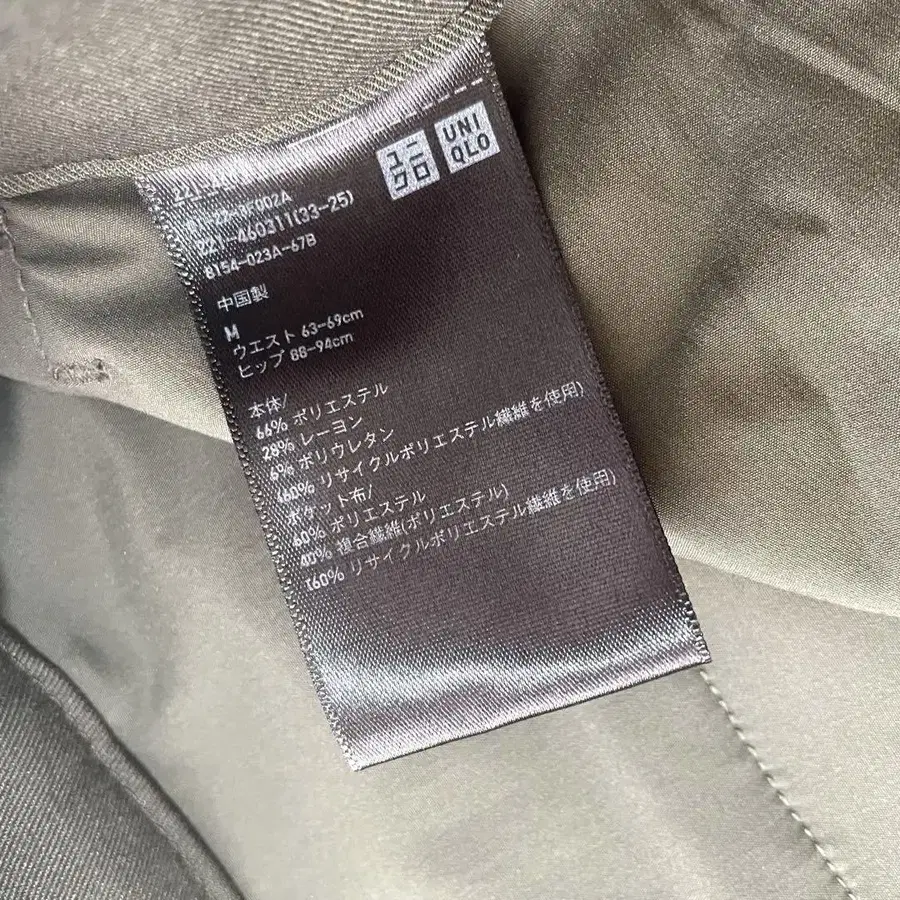 ユニ
クロ
UNI
QLO
221-460311(33-25)
8154-023A-67B
中国製
M
ウエスト 63-69cm
ヒップ 88-94cm
本体/
66% ポリエステル
28% レーヨン
6% ポリウレタン
(60% リサイクルポリエステル繊維を使用)
ポケット布/
60% ポリエステル
40% 複合繊維(ポリエステル)
(60% リサイクルポリエステル繊維を使用)